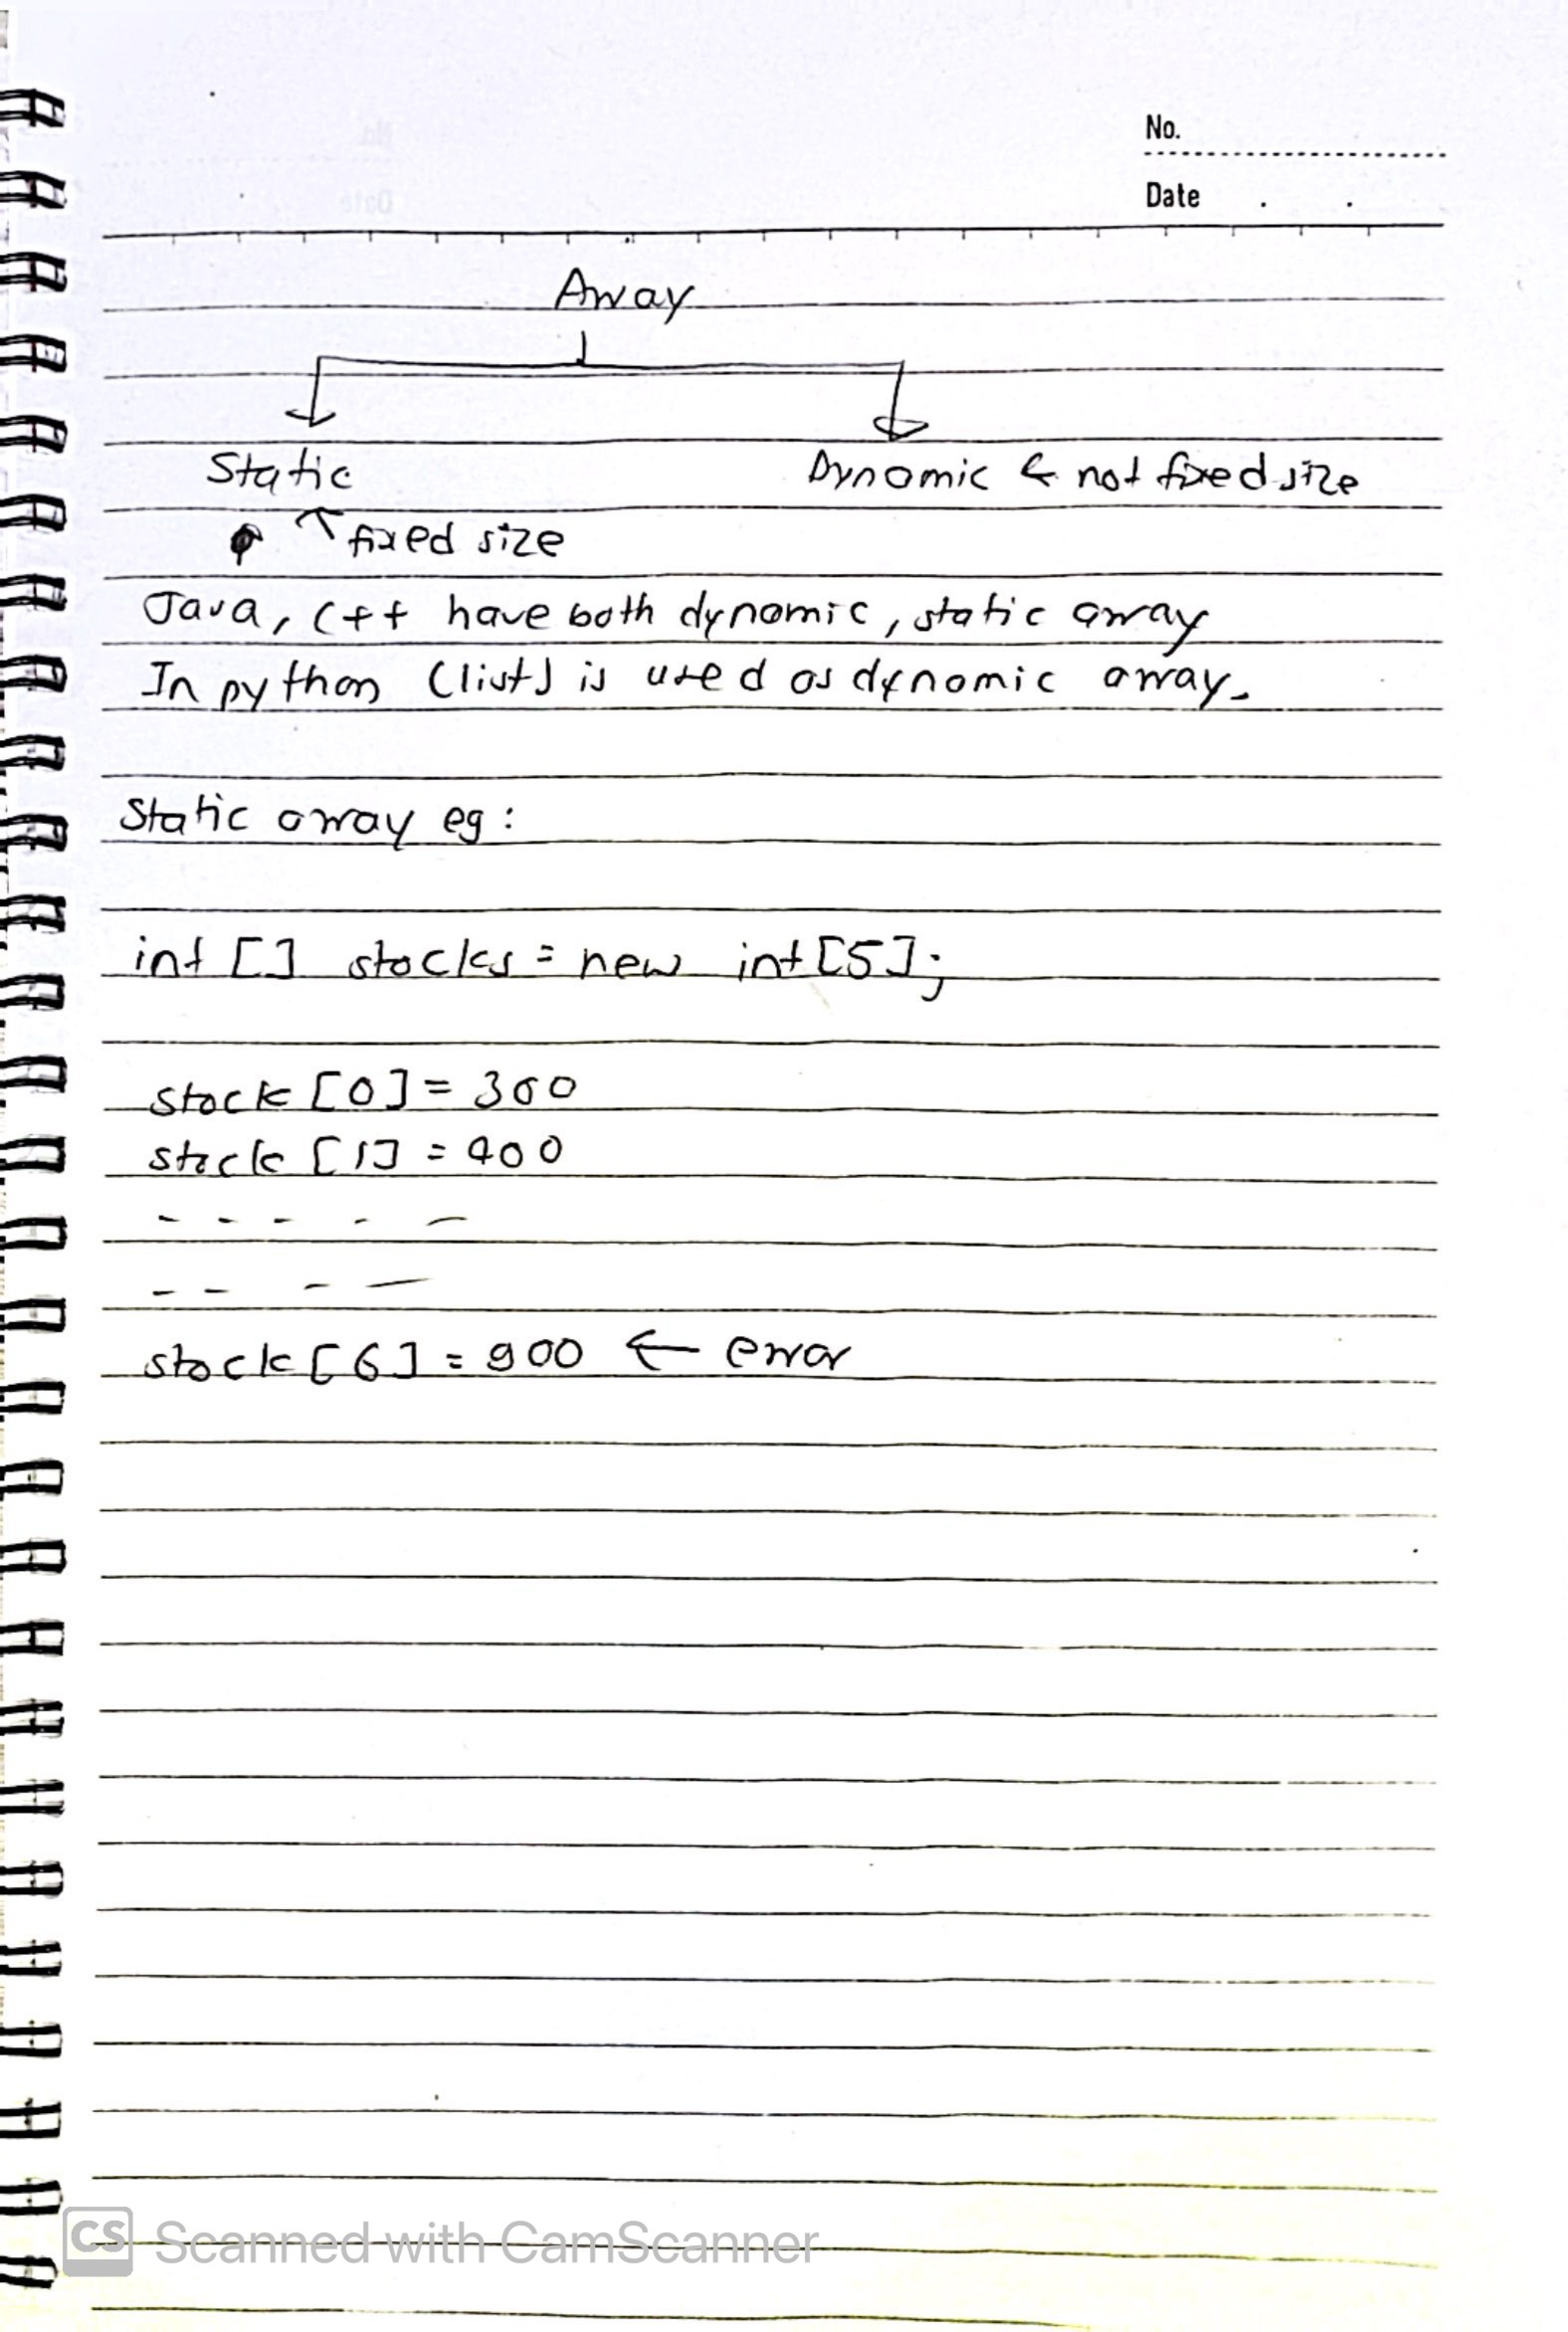 No.
Date . .
Array
Static
Dynamic ← not fixed size
↑ fixed size
Java, C++ have both dynamic, static array
In python (list) is used as dynamic array.
Static array eg:
int [] stocks = new int[5];
stock [0] = 300
stock [1] = 400
- - - - -
- - - -
stock [6] = 900 ← error
CS Scanned with CamScanner